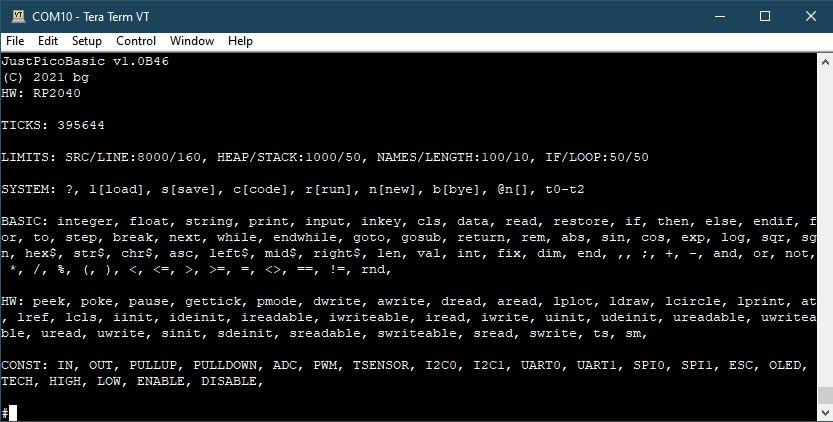 COM10 - Tera Term VT
File Edit Setup Control Window Help
JustPicoBasic v1.0B46
(C) 2021 bg
HW: RP2040
TICKS: 395644
LIMITS: SRC/LINE:8000/160, HEAP/STACK:1000/50, NAMES/LENGTH:100/10, IF/LOOP:50/50
SYSTEM: ?, l[load], s[save], c[code], r[run], n[new], b[bye], @n[], t0-t2
BASIC: integer, float, string, print, input, inkey, cls, data, read, restore, if, then, else, endif, f
or, to, step, break, next, while, endwhile, goto, gosub, return, rem, abs, sin, cos, exp, log, sqr, sg
n, hex$, str$, chr$, asc, left$, mid$, right$, len, val, int, fix, dim, end, ,, ;, +, -, and, or, not,
 *, /, %, (, ), <, <=, >, >=, =, <>, ==, !=, rnd,
HW: peek, poke, pause, gettick, pmode, dwrite, awrite, dread, aread, lplot, ldraw, lcircle, lprint, at
, lref, lcls, iinit, ideinit, ireadable, iwriteable, iread, iwrite, uinit, udeinit, ureadable, uwritea
ble, uread, uwrite, sinit, sdeinit, sreadable, swriteable, sread, swrite, ts, sm,
CONST: IN, OUT, PULLUP, PULLDOWN, ADC, PWM, TSENSOR, I2C0, I2C1, UART0, UART1, SPI0, SPI1, ESC, OLED,
TECH, HIGH, LOW, ENABLE, DISABLE,
#